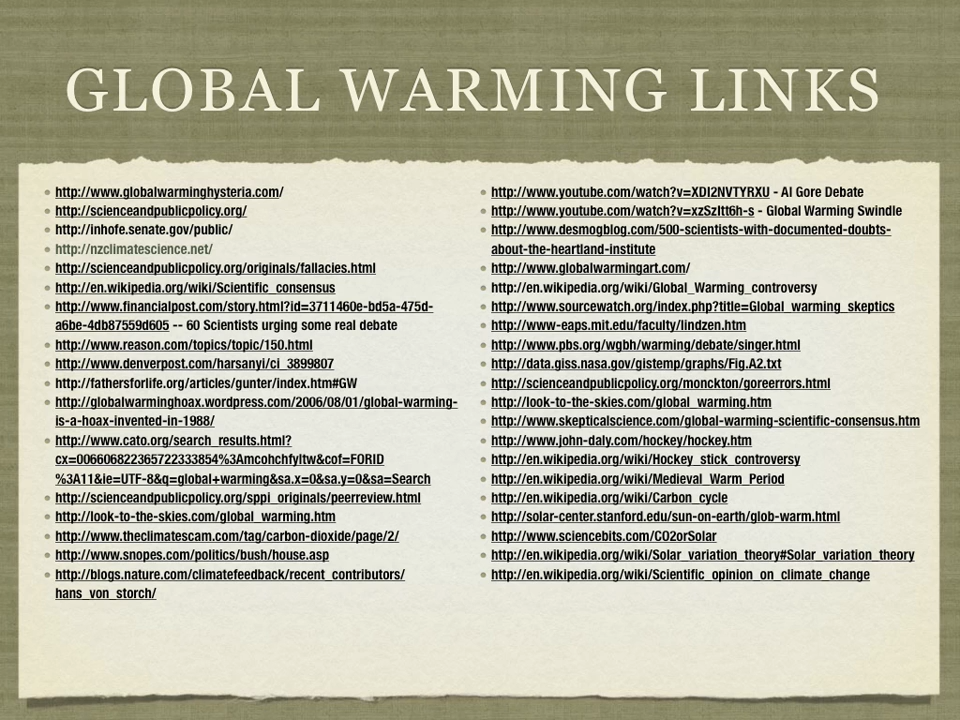 GLOBAL WARMING LINKS
http://www.globalwarminghysteria.com/
http://scienceandpublicpolicy.org/
http://inhofe.senate.gov/public/
http://nzclimatescience.net/
http://scienceandpublicpolicy.org/originals/fallacies.html
http://en.wikipedia.org/wiki/Scientific_consensus
http://www.financialpost.com/story.html?id=3711460e-bd5a-475d-
a6be-4db87559d605 -- 60 Scientists urging some real debate
http://www.reason.com/topics/topic/150.html
http://www.denverpost.com/harsanyi/ci_3899807
http://fathersforlife.org/articles/gunter/index.htm#GW
http://globalwarminghoax.wordpress.com/2006/08/01/global-warming-
is-a-hoax-invented-in-1988/
http://www.cato.org/search_results.html?
cx=006606822365722333854%3Amcohchfyltw&cof=FORID
%3A11&ie=UTF-8&q=global+warming&sa.x=0&sa.y=0&sa=Search
http://scienceandpublicpolicy.org/sppi_originals/peerreview.html
http://look-to-the-skies.com/global_warming.htm
http://www.theclimatescam.com/tag/carbon-dioxide/page/2/
http://www.snopes.com/politics/bush/house.asp
http://blogs.nature.com/climatefeedback/recent_contributors/
hans_von_storch/
http://www.youtube.com/watch?v=XDI2NVTYRXU - Al Gore Debate
http://www.youtube.com/watch?v=xzSzItt6h-s - Global Warming Swindle
http://www.desmogblog.com/500-scientists-with-documented-doubts-
about-the-heartland-institute
http://www.globalwarmingart.com/
http://en.wikipedia.org/wiki/Global_Warming_controversy
http://www.sourcewatch.org/index.php?title=Global_warming_skeptics
http://www-eaps.mit.edu/faculty/lindzen.htm
http://www.pbs.org/wgbh/warming/debate/singer.html
http://data.giss.nasa.gov/gistemp/graphs/Fig.A2.txt
http://scienceandpublicpolicy.org/monckton/goreerrors.html
http://look-to-the-skies.com/global_warming.htm
http://www.skepticalscience.com/global-warming-scientific-consensus.htm
http://www.john-daly.com/hockey/hockey.htm
http://en.wikipedia.org/wiki/Hockey_stick_controversy
http://en.wikipedia.org/wiki/Medieval_Warm_Period
http://en.wikipedia.org/wiki/Carbon_cycle
http://solar-center.stanford.edu/sun-on-earth/glob-warm.html
http://www.sciencebits.com/CO2orSolar
http://en.wikipedia.org/wiki/Solar_variation_theory#Solar_variation_theory
http://en.wikipedia.org/wiki/Scientific_opinion_on_climate_change